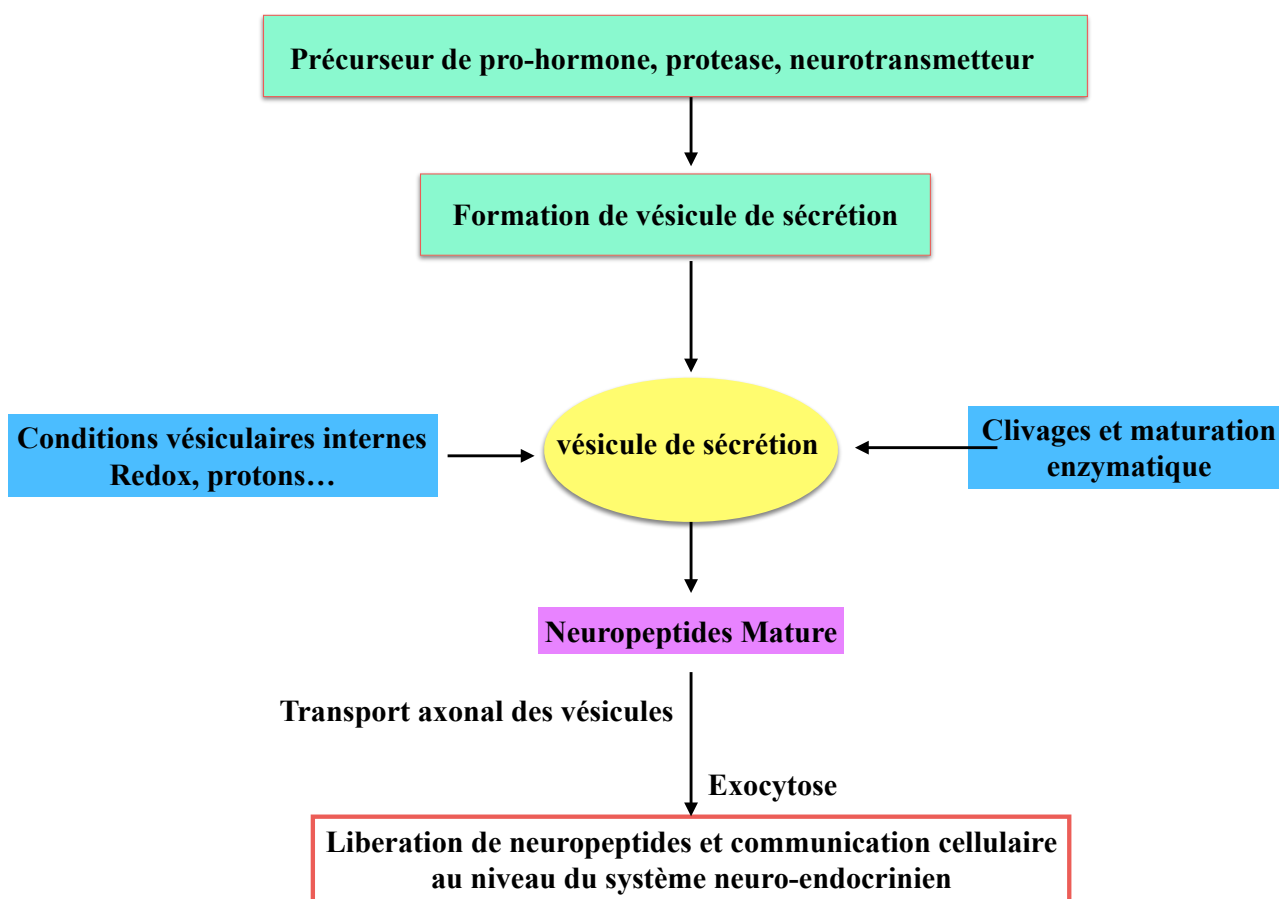 Précurseur de pro-hormone, protease, neurotransmetteur
Formation de vésicule de sécrétion
Conditions vésiculaires internes
Redox, protons…
vésicule de sécrétion
Clivages et maturation
enzymatique
Neuropeptides Mature
Transport axonal des vésicules
Exocytose
Liberation de neuropeptides et communication cellulaire
au niveau du système neuro-endocrinien